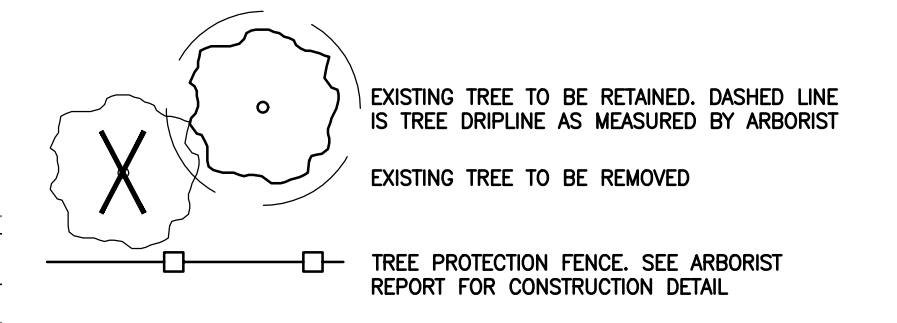 EXISTING TREE TO BE RETAINED. DASHED LINE
IS TREE DRIPLINE AS MEASURED BY ARBORIST
EXISTING TREE TO BE REMOVED
TREE PROTECTION FENCE. SEE ARBORIST
REPORT FOR CONSTRUCTION DETAIL